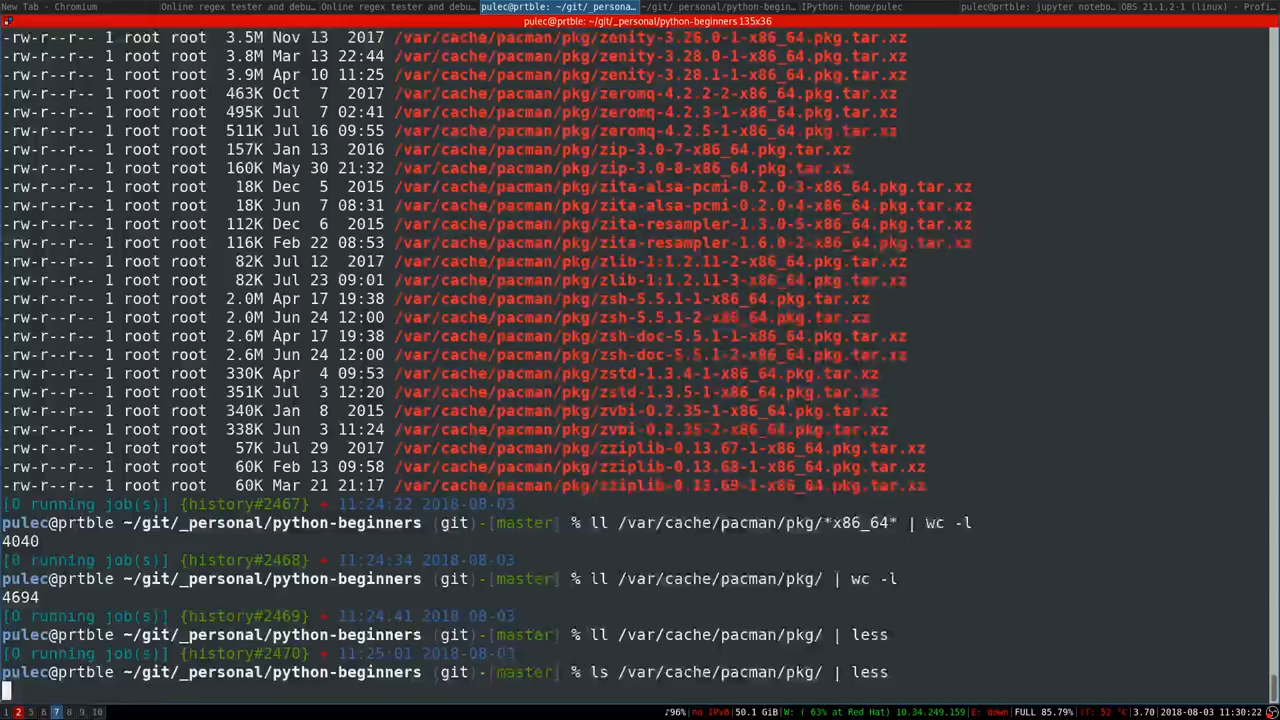 New Tab - Chromium Online regex tester and debu... Online regex tester and debu... pulec@prtble: ~/git/_persona... ~/git/_personal/python-begin... IPython: home/pulec pulec@prtble: jupyter notebo... OBS 21.1.2-1 (linux) - Profi...
pulec@prtble: ~/git/_personal/python-beginners 135x36
-rw-r--r-- 1 root root 3.5M Nov 13 2017 /var/cache/pacman/pkg/zenity-3.26.0-1-x86_64.pkg.tar.xz
-rw-r--r-- 1 root root 3.8M Mar 13 22:44 /var/cache/pacman/pkg/zenity-3.28.0-1-x86_64.pkg.tar.xz
-rw-r--r-- 1 root root 3.9M Apr 10 11:25 /var/cache/pacman/pkg/zenity-3.28.1-1-x86_64.pkg.tar.xz
-rw-r--r-- 1 root root 463K Oct 7 2017 /var/cache/pacman/pkg/zeromq-4.2.2-2-x86_64.pkg.tar.xz
-rw-r--r-- 1 root root 495K Jul 7 02:41 /var/cache/pacman/pkg/zeromq-4.2.3-1-x86_64.pkg.tar.xz
-rw-r--r-- 1 root root 511K Jul 16 09:55 /var/cache/pacman/pkg/zeromq-4.2.5-1-x86_64.pkg.tar.xz
-rw-r--r-- 1 root root 157K Jan 13 2016 /var/cache/pacman/pkg/zip-3.0-7-x86_64.pkg.tar.xz
-rw-r--r-- 1 root root 160K May 30 21:32 /var/cache/pacman/pkg/zip-3.0-8-x86_64.pkg.tar.xz
-rw-r--r-- 1 root root 18K Dec 5 2015 /var/cache/pacman/pkg/zita-alsa-pcmi-0.2.0-3-x86_64.pkg.tar.xz
-rw-r--r-- 1 root root 18K Jun 7 08:31 /var/cache/pacman/pkg/zita-alsa-pcmi-0.2.0-4-x86_64.pkg.tar.xz
-rw-r--r-- 1 root root 112K Dec 6 2015 /var/cache/pacman/pkg/zita-resampler-1.3.0-5-x86_64.pkg.tar.xz
-rw-r--r-- 1 root root 116K Feb 22 08:53 /var/cache/pacman/pkg/zita-resampler-1.6.0-2-x86_64.pkg.tar.xz
-rw-r--r-- 1 root root 82K Jul 12 2017 /var/cache/pacman/pkg/zlib-1:1.2.11-2-x86_64.pkg.tar.xz
-rw-r--r-- 1 root root 82K Jul 23 09:01 /var/cache/pacman/pkg/zlib-1:1.2.11-3-x86_64.pkg.tar.xz
-rw-r--r-- 1 root root 2.0M Apr 17 19:38 /var/cache/pacman/pkg/zsh-5.5.1-1-x86_64.pkg.tar.xz
-rw-r--r-- 1 root root 2.0M Jun 24 12:00 /var/cache/pacman/pkg/zsh-5.5.1-2-x86_64.pkg.tar.xz
-rw-r--r-- 1 root root 2.6M Apr 17 19:38 /var/cache/pacman/pkg/zsh-doc-5.5.1-1-x86_64.pkg.tar.xz
-rw-r--r-- 1 root root 2.6M Jun 24 12:00 /var/cache/pacman/pkg/zsh-doc-5.5.1-2-x86_64.pkg.tar.xz
-rw-r--r-- 1 root root 330K Apr 4 09:53 /var/cache/pacman/pkg/zstd-1.3.4-1-x86_64.pkg.tar.xz
-rw-r--r-- 1 root root 351K Jul 3 12:20 /var/cache/pacman/pkg/zstd-1.3.5-1-x86_64.pkg.tar.xz
-rw-r--r-- 1 root root 340K Jan 8 2015 /var/cache/pacman/pkg/zvbi-0.2.35-1-x86_64.pkg.tar.xz
-rw-r--r-- 1 root root 338K Jun 3 11:24 /var/cache/pacman/pkg/zvbi-0.2.35-2-x86_64.pkg.tar.xz
-rw-r--r-- 1 root root 57K Jul 29 2017 /var/cache/pacman/pkg/zziplib-0.13.67-1-x86_64.pkg.tar.xz
-rw-r--r-- 1 root root 60K Feb 13 09:58 /var/cache/pacman/pkg/zziplib-0.13.68-1-x86_64.pkg.tar.xz
-rw-r--r-- 1 root root 60K Mar 21 21:17 /var/cache/pacman/pkg/zziplib-0.13.69-1-x86_64.pkg.tar.xz
[0 running job(s)] {history#2467} 11:24:22 2018-08-03
pulec@prtble ~/git/_personal/python-beginners (git)-[master] % ll /var/cache/pacman/pkg/*x86_64* | wc -l
4040
[0 running job(s)] {history#2468} 11:24:34 2018-08-03
pulec@prtble ~/git/_personal/python-beginners (git)-[master] % ll /var/cache/pacman/pkg/ | wc -l
4694
[0 running job(s)] {history#2469} 11:24:41 2018-08-03
pulec@prtble ~/git/_personal/python-beginners (git)-[master] % ll /var/cache/pacman/pkg/ | less
[0 running job(s)] {history#2470} 11:25:01 2018-08-03
pulec@prtble ~/git/_personal/python-beginners (git)-[master] % ls /var/cache/pacman/pkg/ | less
1 2 5 6 7 8 9 10 ♪96% no IPv6 50.1 GiB W: ( 63% at Red Hat) 10.34.249.159 E: down FULL 85.79% iT: 52 °C 3.70 2018-08-03 11:30:22